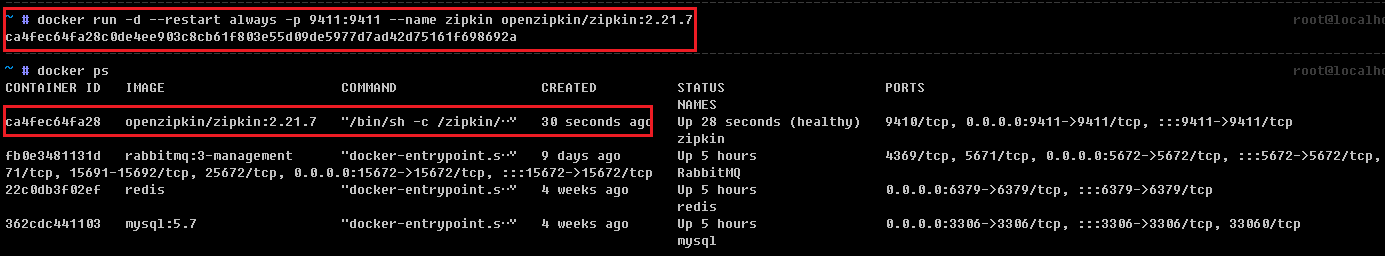 ~ # docker run -d --restart always -p 9411:9411 --name zipkin openzipkin/zipkin:2.21.7 root@localho
ca4fec64fa28c0de4ee903c8cb61f803e55d09de5977d7ad42d75161f698692a
~ # docker ps root@localho
CONTAINER ID IMAGE COMMAND CREATED STATUS PORTS
NAMES
ca4fec64fa28 openzipkin/zipkin:2.21.7 "/bin/sh -c /zipkin/…" 30 seconds ago Up 28 seconds (healthy) 9410/tcp, 0.0.0.0:9411->9411/tcp, :::9411->9411/tcp
zipkin
fb0e3481131d rabbitmq:3-management "docker-entrypoint.s…" 9 days ago Up 5 hours 4369/tcp, 5671/tcp, 0.0.0.0:5672->5672/tcp, :::5672->5672/tcp,
71/tcp, 15691-15692/tcp, 25672/tcp, 0.0.0.0:15672->15672/tcp, :::15672->15672/tcp RabbitMQ
22c0db3f02ef redis "docker-entrypoint.s…" 4 weeks ago Up 5 hours 0.0.0.0:6379->6379/tcp, :::6379->6379/tcp
redis
362cdc441103 mysql:5.7 "docker-entrypoint.s…" 4 weeks ago Up 5 hours 0.0.0.0:3306->3306/tcp, :::3306->3306/tcp, 33060/tcp
mysql